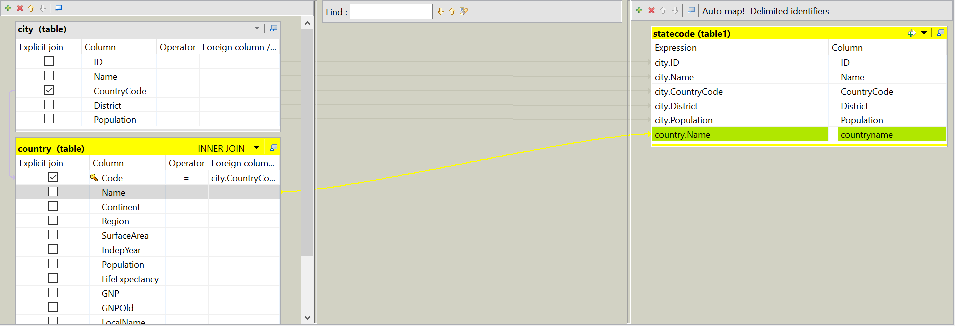 Find :
Auto map! Delimited identifiers
city (table)
Explicit join Column Operator Foreign column /...
ID
Name
CountryCode
District
Population
country (table) INNER JOIN
Explicit join Column Operator Foreign colum...
Code = city.CountryCo...
Name
Continent
Region
SurfaceArea
IndepYear
Population
LifeExpectancy
GNP
GNPOld
LocalName
statecode (table1)
Expression Column
city.ID ID
city.Name Name
city.CountryCode CountryCode
city.District District
city.Population Population
country.Name countryname